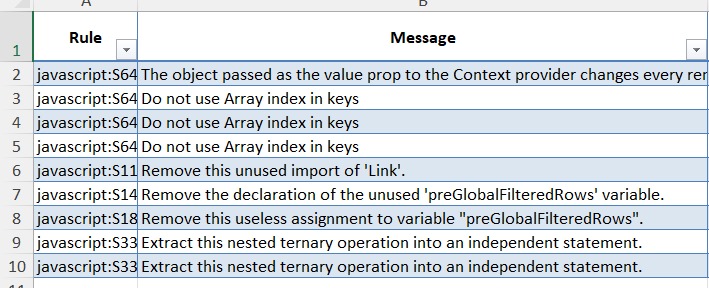 A B
1 Rule Message
2 javascript:S64 The object passed as the value prop to the Context provider changes every rer
3 javascript:S64 Do not use Array index in keys
4 javascript:S64 Do not use Array index in keys
5 javascript:S64 Do not use Array index in keys
6 javascript:S11 Remove this unused import of 'Link'.
7 javascript:S14 Remove the declaration of the unused 'preGlobalFilteredRows' variable.
8 javascript:S18 Remove this useless assignment to variable "preGlobalFilteredRows".
9 javascript:S33 Extract this nested ternary operation into an independent statement.
10 javascript:S33 Extract this nested ternary operation into an independent statement.